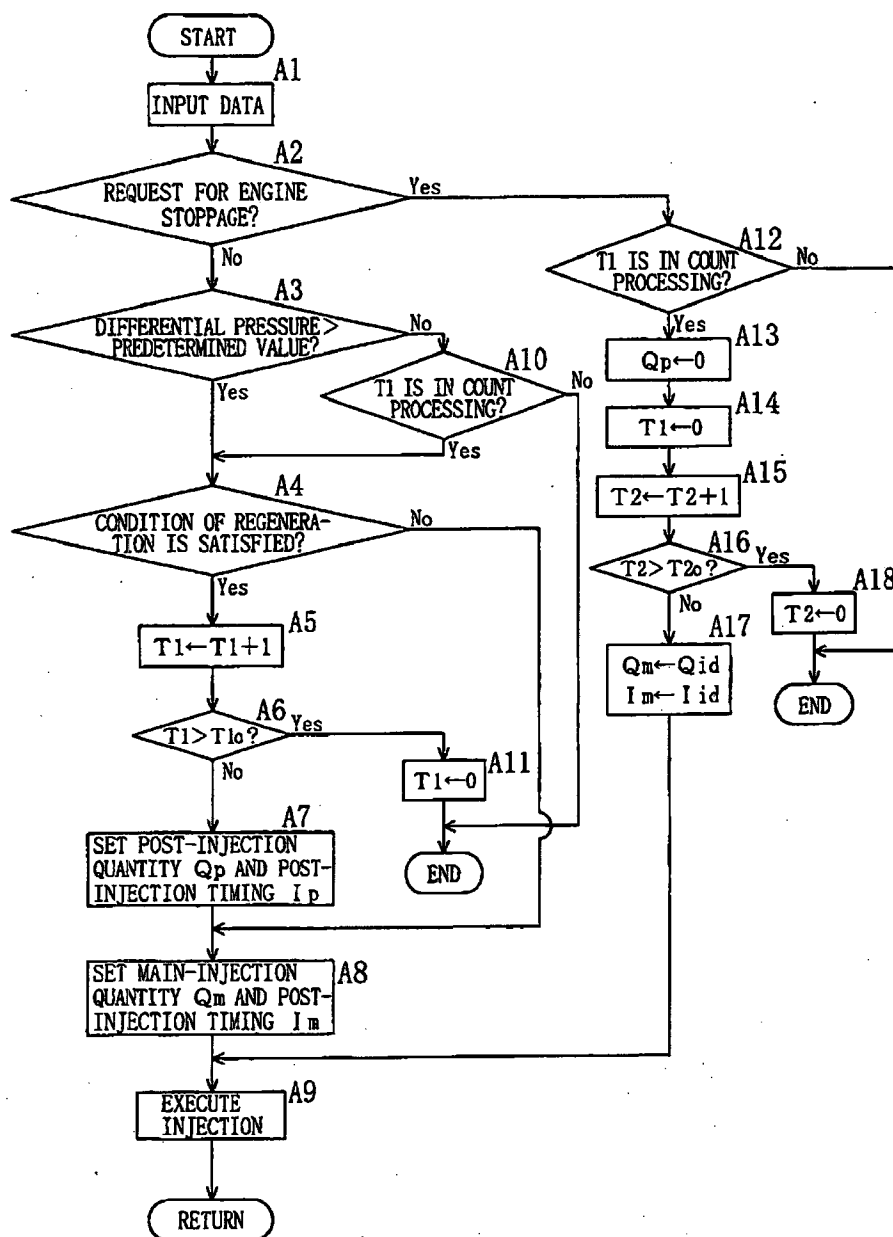 START
A1
INPUT DATA
A2
REQUEST FOR ENGINE
STOPPAGE?
Yes
No
A12
T1 IS IN COUNT
PROCESSING?
No
Yes
A3
DIFFERENTIAL PRESSURE>
PREDETERMINED VALUE?
No
Yes
A10
T1 IS IN COUNT
PROCESSING?
No
Yes
A13
Qp←0
A14
T1←0
A15
T2←T2+1
A4
CONDITION OF REGENERA-
TION IS SATISFIED?
No
Yes
A16
T2>T2o?
Yes
No
A18
T2←0
END
A17
Qm←Qid
Im←Iid
A5
T1←T1+1
A6
T1>T1o?
Yes
No
A11
T1←0
END
A7
SET POST-INJECTION
QUANTITY Qp AND POST-
INJECTION TIMING Ip
A8
SET MAIN-INJECTION
QUANTITY Qm AND POST-
INJECTION TIMING Im
A9
EXECUTE
INJECTION
RETURN